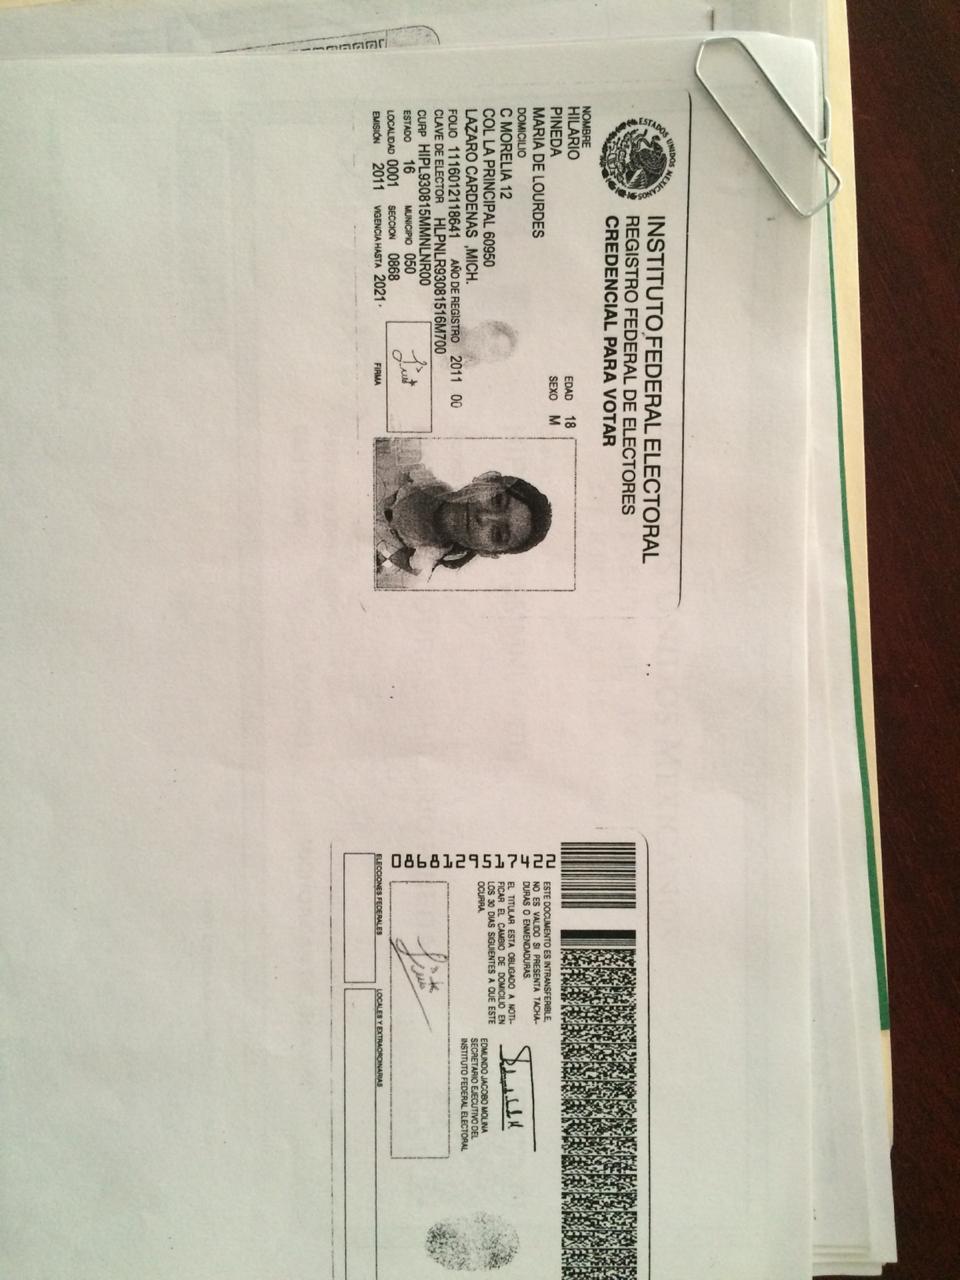 ESTADOS UNIDOS MEXICANOS
INSTITUTO FEDERAL ELECTORAL
REGISTRO FEDERAL DE ELECTORES
CREDENCIAL PARA VOTAR
NOMBRE
HILARIO
PINEDA
MARIA DE LOURDES
EDAD 18
SEXO M
DOMICILIO
C MORELIA 12
COL LA PRINCIPAL 60950
LAZARO CARDENAS ,MICH.
FOLIO 1116012118641 AÑO DE REGISTRO 2011 00
CLAVE DE ELECTOR HLPNLR93081516M700
CURP HIPL930815MMNLNR00
ESTADO 16 MUNICIPIO 050
LOCALIDAD 0001 SECCION 0868
EMISIÓN 2011 VIGENCIA HASTA 2021
FIRMA
0868129517422
ESTE DOCUMENTO ES INTRANSFERIBLE,
NO ES VALIDO SI PRESENTA TACHA-
DURAS O ENMENDADURAS.
EL TITULAR ESTA OBLIGADO A NOTI-
FICAR EL CAMBIO DE DOMICILIO EN
LOS 30 DIAS SIGUIENTES A QUE ESTE
OCURRA.
EDMUNDO JACOBO MOLINA
SECRETARIO EJECUTIVO DEL
INSTITUTO FEDERAL ELECTORAL
ELECCIONES FEDERALES
LOCALES Y EXTRAORDINARIAS